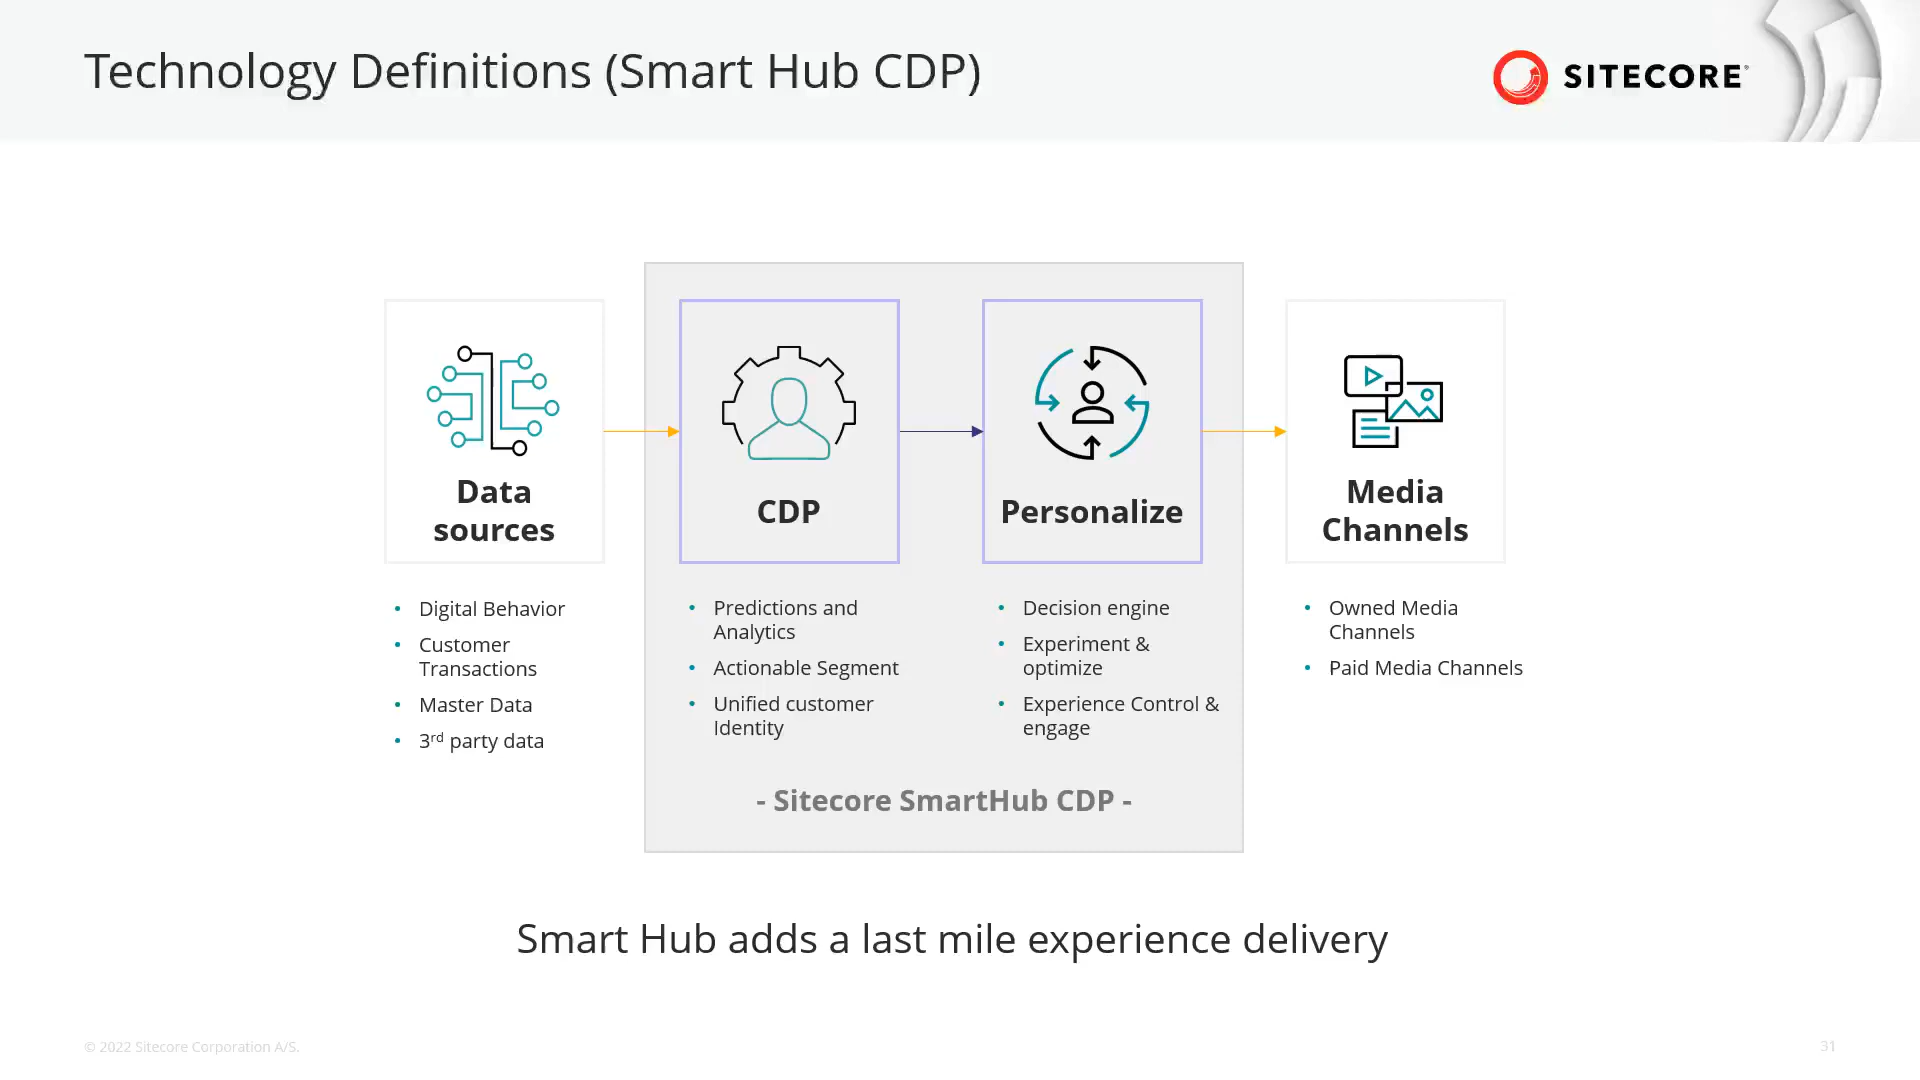 Technology Definitions (Smart Hub CDP)
SITECORE®
Data
sources
• Digital Behavior
• Customer
Transactions
• Master Data
• 3rd party data
CDP
• Predictions and
Analytics
• Actionable Segment
• Unified customer
Identity
Personalize
• Decision engine
• Experiment &
optimize
• Experience Control &
engage
- Sitecore SmartHub CDP -
Media
Channels
• Owned Media
Channels
• Paid Media Channels
Smart Hub adds a last mile experience delivery
© 2022 Sitecore Corporation A/S.
31